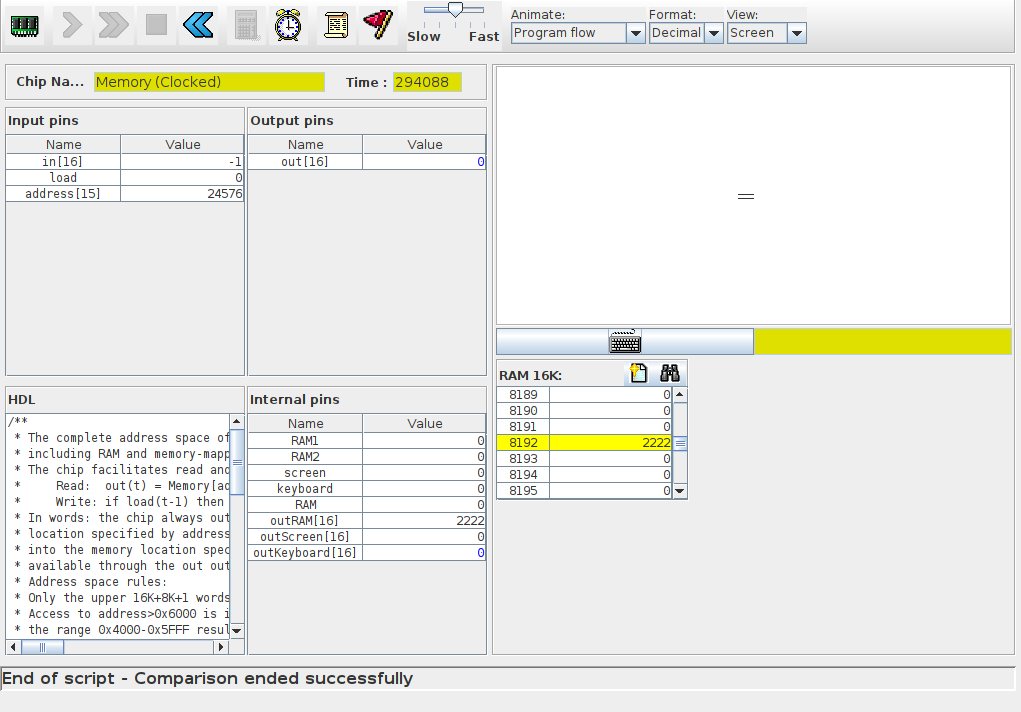 Slow Fast
Animate:
Program flow
Format:
Decimal
View:
Screen
Chip Na... Memory (Clocked) Time : 294088
Input pins
Name Value
in[16] -1
load 0
address[15] 24576
Output pins
Name Value
out[16] 0
HDL
/**
* The complete address space of
* including RAM and memory-mapp
* The chip facilitates read and
* Read: out(t) = Memory[ad
* Write: if load(t-1) then
* In words: the chip always out
* location specified by address
* into the memory location spec
* available through the out out
* Address space rules:
* Only the upper 16K+8K+1 words
* Access to address>0x6000 is i
* the range 0x4000-0x5FFF resul
Internal pins
Name Value
RAM1 0
RAM2 0
screen 0
keyboard 0
RAM 0
outRAM[16] 2222
outScreen[16] 0
outKeyboard[16] 0
RAM 16K:
8189 0
8190 0
8191 0
8192 2222
8193 0
8194 0
8195 0
End of script - Comparison ended successfully